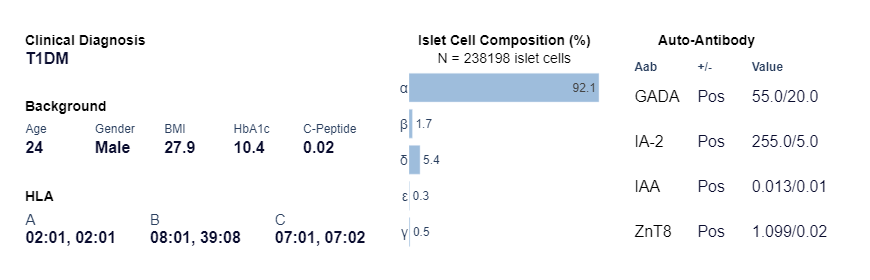 Clinical Diagnosis
T1DM
Background
Age Gender BMI HbA1c C-Peptide
24 Male 27.9 10.4 0.02
HLA
A B C
02:01, 02:01 08:01, 39:08 07:01, 07:02
Islet Cell Composition (%)
N = 238198 islet cells
α 92.1
β 1.7
δ 5.4
ε 0.3
γ 0.5
Auto-Antibody
Aab +/- Value
GADA Pos 55.0/20.0
IA-2 Pos 255.0/5.0
IAA Pos 0.013/0.01
ZnT8 Pos 1.099/0.02